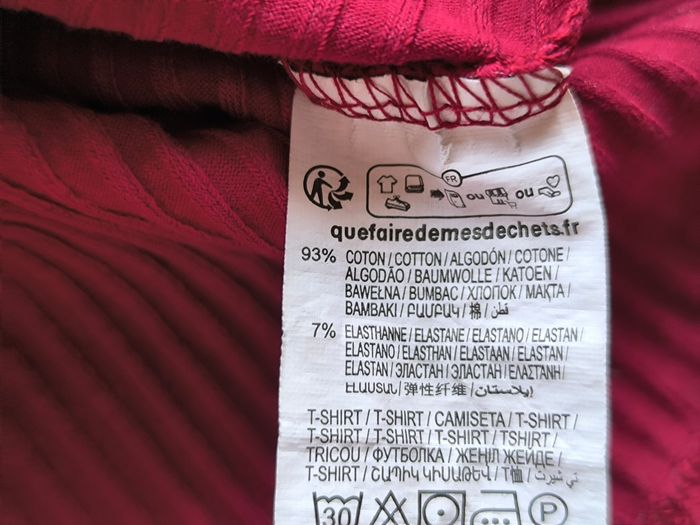 FR
ou ou
quefairedemesdechets.fr
93% COTON / COTTON / ALGODÓN / COTONE /
ALGODÃO / BAUMWOLLE / KATOEN /
BAWEŁNA / BUMBAC / ХЛОПОК / МАҚТА /
BAMBAKI / ԲԱՄԲԱԿ / 棉 / قطن /
7% ELASTHANNE / ELASTANE / ELASTANO / ELASTAN /
ELASTANO / ELASTHAN / ELASTAAN / ELASTAN /
ELASTAN / ЭЛАСТАН / ЭЛАСТАН / ΕΛΑΣΤΑΝΗ /
ԷԼԱՍՏԱՆ / 弹性纤维 / إيلاستان /
T-SHIRT / T-SHIRT / CAMISETA / T-SHIRT /
T-SHIRT / T-SHIRT / T-SHIRT / TSHIRT /
TRICOU / ФУТБОЛКА / ЖЕҢІЛ ЖЕЙДЕ /
T-SHIRT / ՇԱՊԻԿ ԿԻՍԱԹԵՎ / T恤 / تي شيرت /
30 P